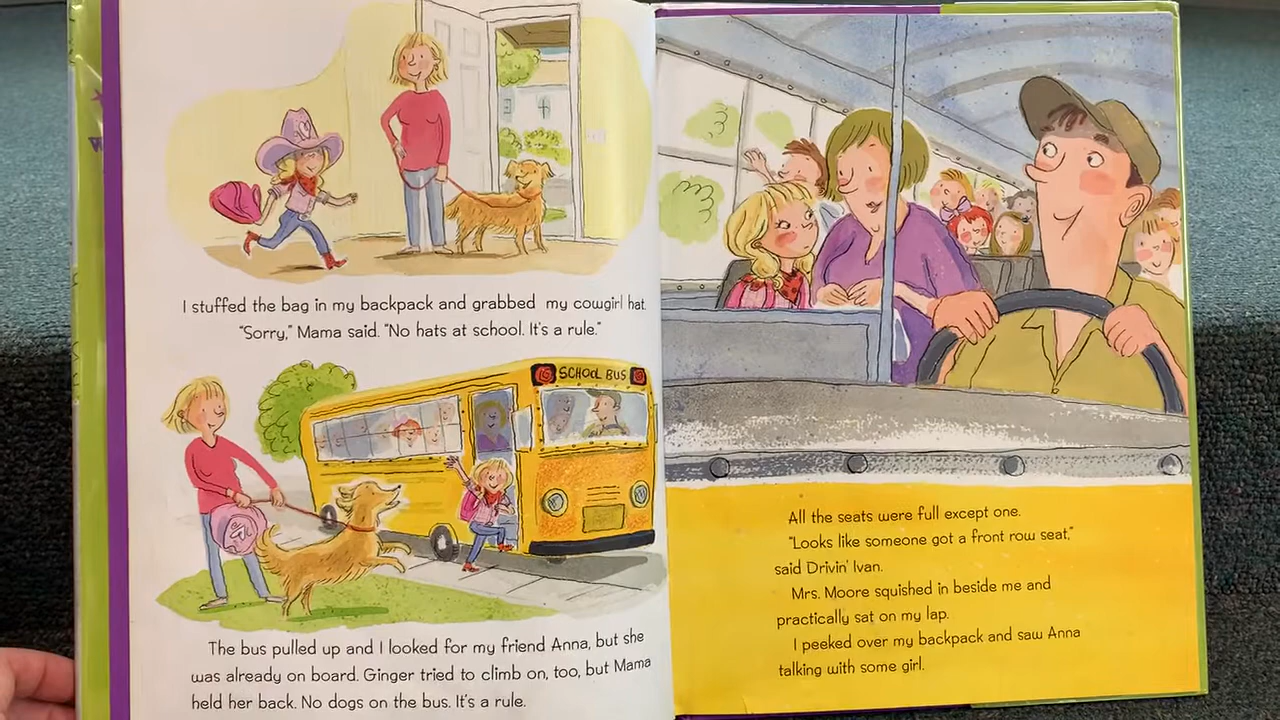 I stuffed the bag in my backpack and grabbed my cowgirl hat.
"Sorry," Mama said. "No hats at school. It's a rule."
SCHOOL BUS
The bus pulled up and I looked for my friend Anna, but she
was already on board. Ginger tried to climb on, too, but Mama
held her back. No dogs on the bus. It's a rule.
All the seats were full except one.
"Looks like someone got a front row seat,"
said Drivin' Ivan.
Mrs. Moore squished in beside me and
practically sat on my lap.
I peeked over my backpack and saw Anna
talking with some girl.